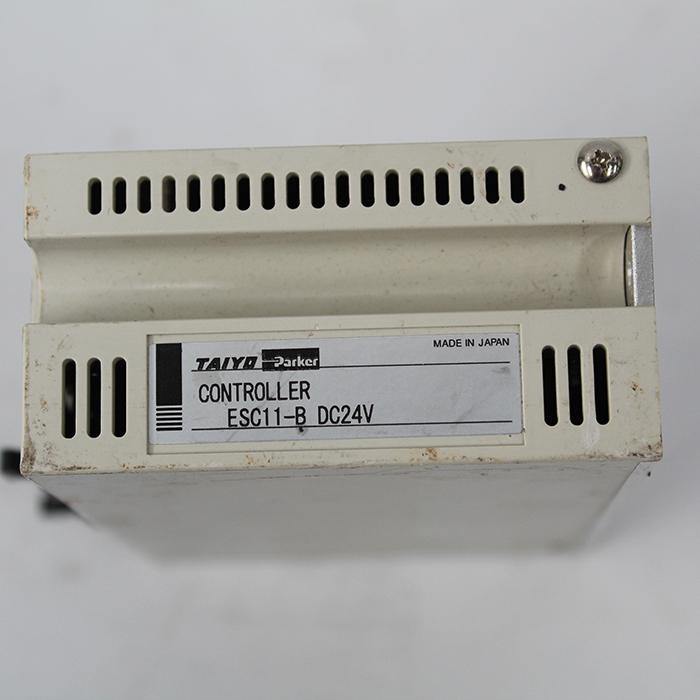 TAIYO Parker
MADE IN JAPAN
CONTROLLER
ESC11-B DC24V